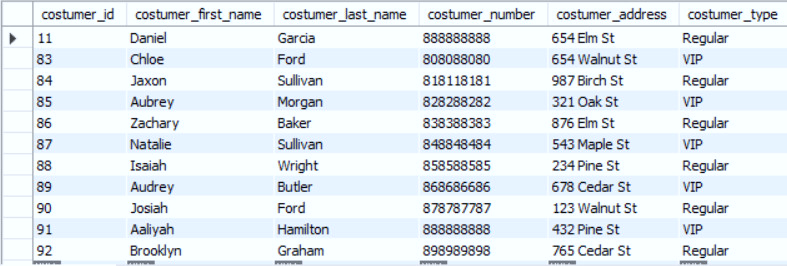 costumer_id costumer_first_name costumer_last_name costumer_number costumer_address costumer_type
11 Daniel Garcia 888888888 654 Elm St Regular
83 Chloe Ford 808088080 654 Walnut St VIP
84 Jaxon Sullivan 818118181 987 Birch St Regular
85 Aubrey Morgan 828288282 321 Oak St VIP
86 Zachary Baker 838388383 876 Elm St Regular
87 Natalie Sullivan 848848484 543 Maple St VIP
88 Isaiah Wright 858588585 234 Pine St Regular
89 Audrey Butler 868686686 678 Cedar St VIP
90 Josiah Ford 878787787 123 Walnut St Regular
91 Aaliyah Hamilton 888888888 432 Pine St VIP
92 Brooklyn Graham 898989898 765 Cedar St Regular